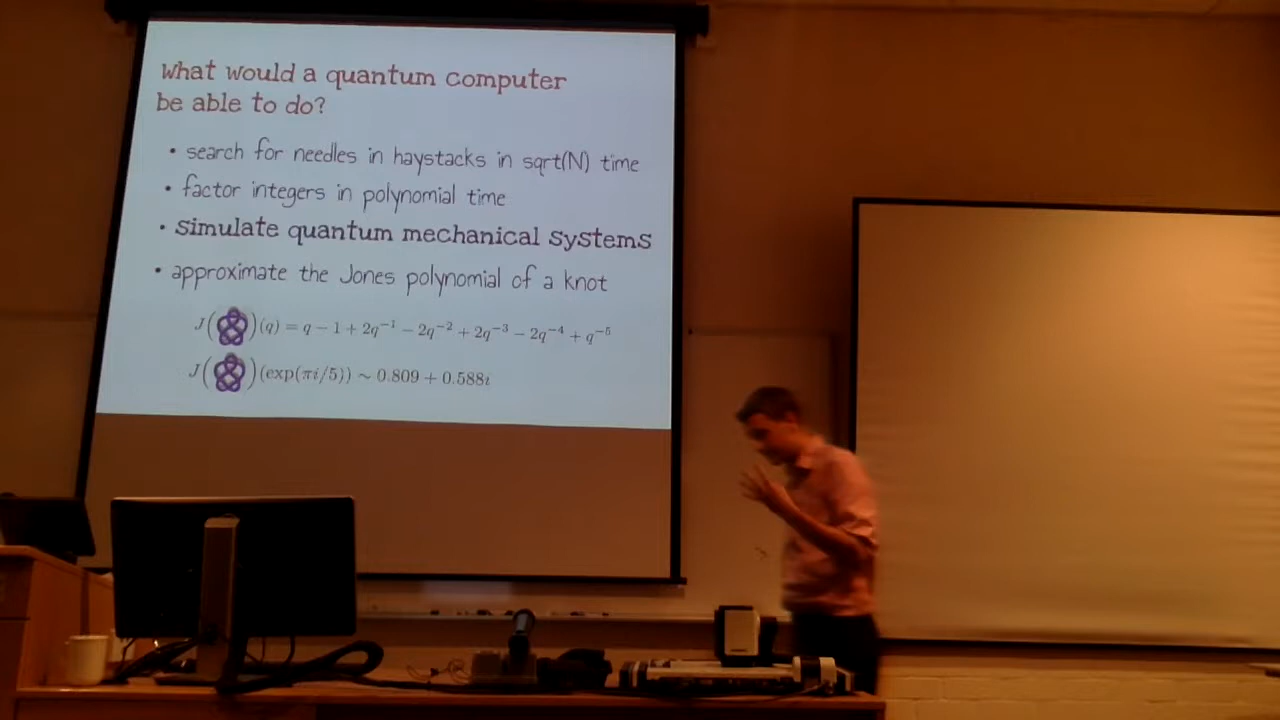 What would a quantum computer
be able to do?
• search for needles in haystacks in sqrt(N) time
• factor integers in polynomial time
• simulate quantum mechanical systems
• approximate the Jones polynomial of a knot
J( )(q) = q − 1 + 2q⁻¹ − 2q⁻² + 2q⁻³ − 2q⁻⁴ + q⁻⁵
J( )(exp(πi/5)) ∼ 0.809 + 0.588i